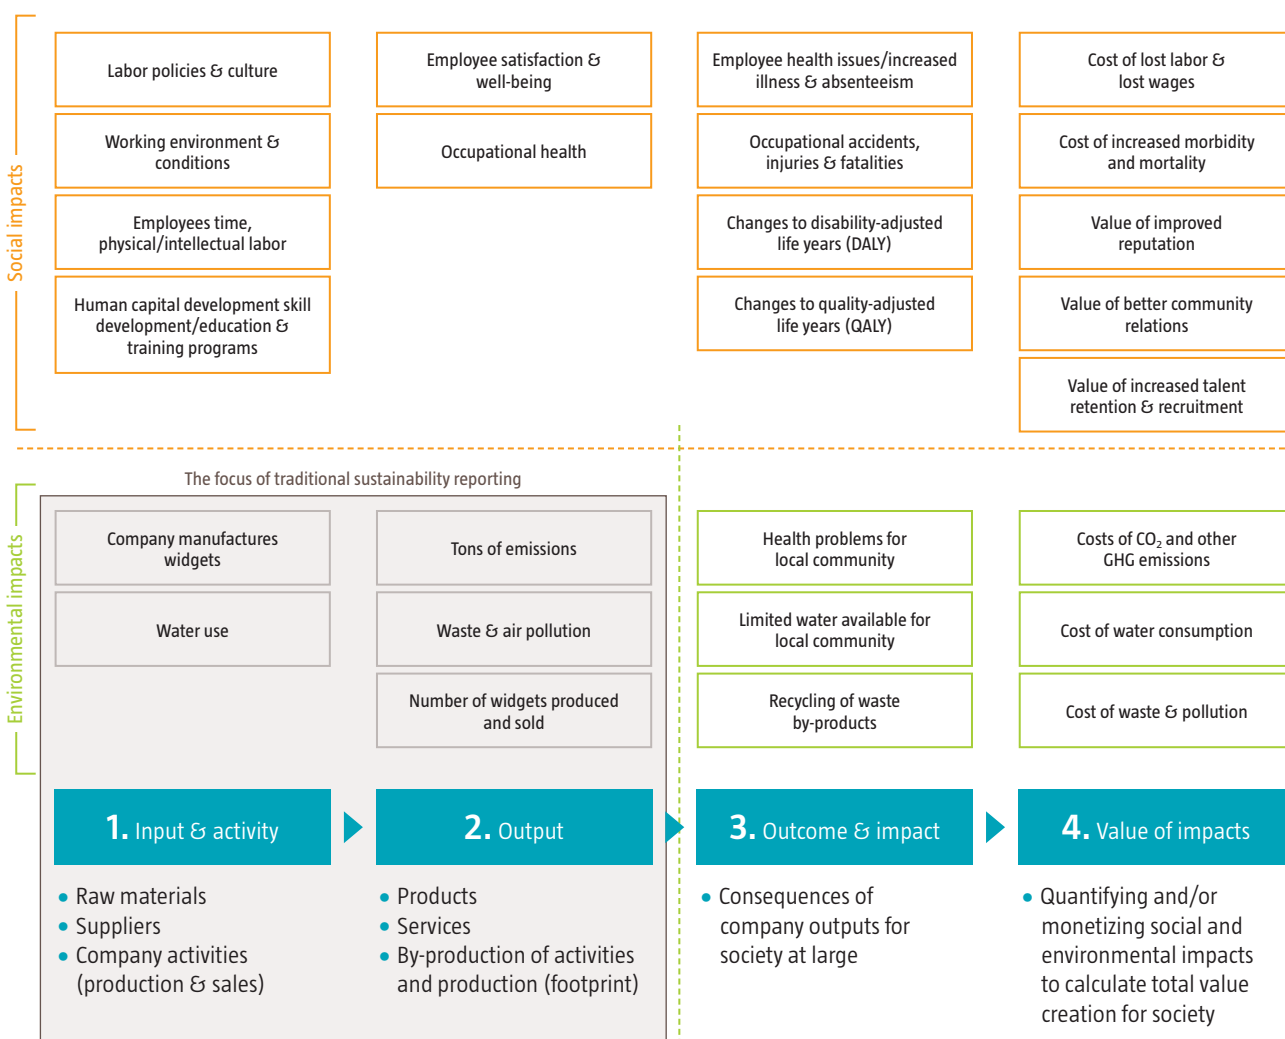 Social impacts
Labor policies & culture
Working environment &
conditions
Employees time,
physical/intellectual labor
Human capital development skill
development/education &
training programs
Employee satisfaction &
well-being
Occupational health
Employee health issues/increased
illness & absenteeism
Occupational accidents,
injuries & fatalities
Changes to disability-adjusted
life years (DALY)
Changes to quality-adjusted
life years (QALY)
Cost of lost labor &
lost wages
Cost of increased morbidity
and mortality
Value of improved
reputation
Value of better community
relations
Value of increased talent
retention & recruitment
The focus of traditional sustainability reporting
Environmental impacts
Company manufactures
widgets
Water use
Tons of emissions
Waste & air pollution
Number of widgets produced
and sold
Health problems for
local community
Limited water available for
local community
Recycling of waste
by-products
Costs of CO₂ and other
GHG emissions
Cost of water consumption
Cost of waste & pollution
1. Input & activity
2. Output
3. Outcome & impact
4. Value of impacts
• Raw materials
• Suppliers
• Company activities
(production & sales)
• Products
• Services
• By-production of activities
and production (footprint)
• Consequences of
company outputs for
society at large
• Quantifying and/or
monetizing social and
environmental impacts
to calculate total value
creation for society